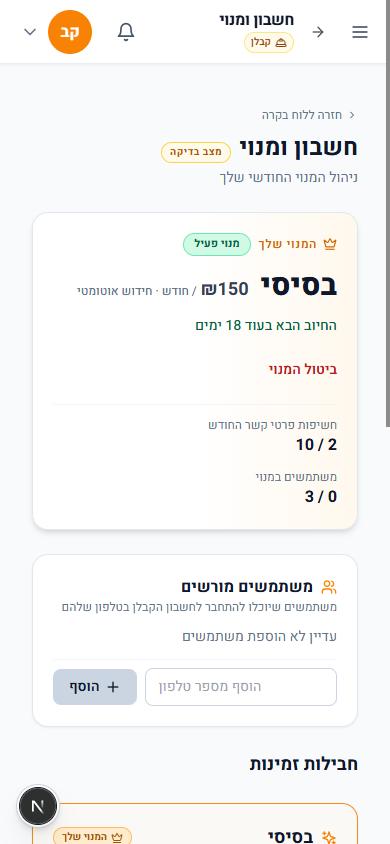 חשבון ומנוי
קבלן
קב
חזרה ללוח בקרה
חשבון ומנוי מצב בדיקה
ניהול המנוי החודשי שלך
המנוי שלך מנוי פעיל
בסיסי ₪150 / חודש · חידוש אוטומטי
החיוב הבא בעוד 18 ימים
ביטול המנוי
חשיפות פרטי קשר החודש
10 / 2
משתמשים במנוי
3 / 0
משתמשים מורשים
משתמשים שיוכלו להתחבר לחשבון הקבלן בטלפון שלהם
עדיין לא הוספת משתמשים
הוסף מספר טלפון + הוסף
חבילות זמינות
N
בסיסי המנוי שלך